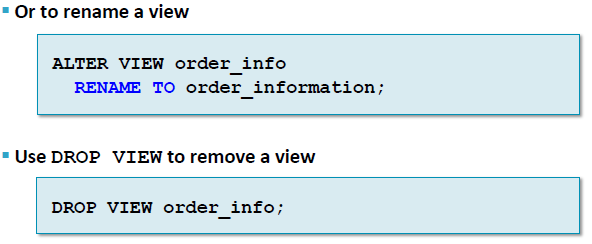 Or to rename a view
ALTER VIEW order_info
RENAME TO order_information;
Use DROP VIEW to remove a view
DROP VIEW order_info;